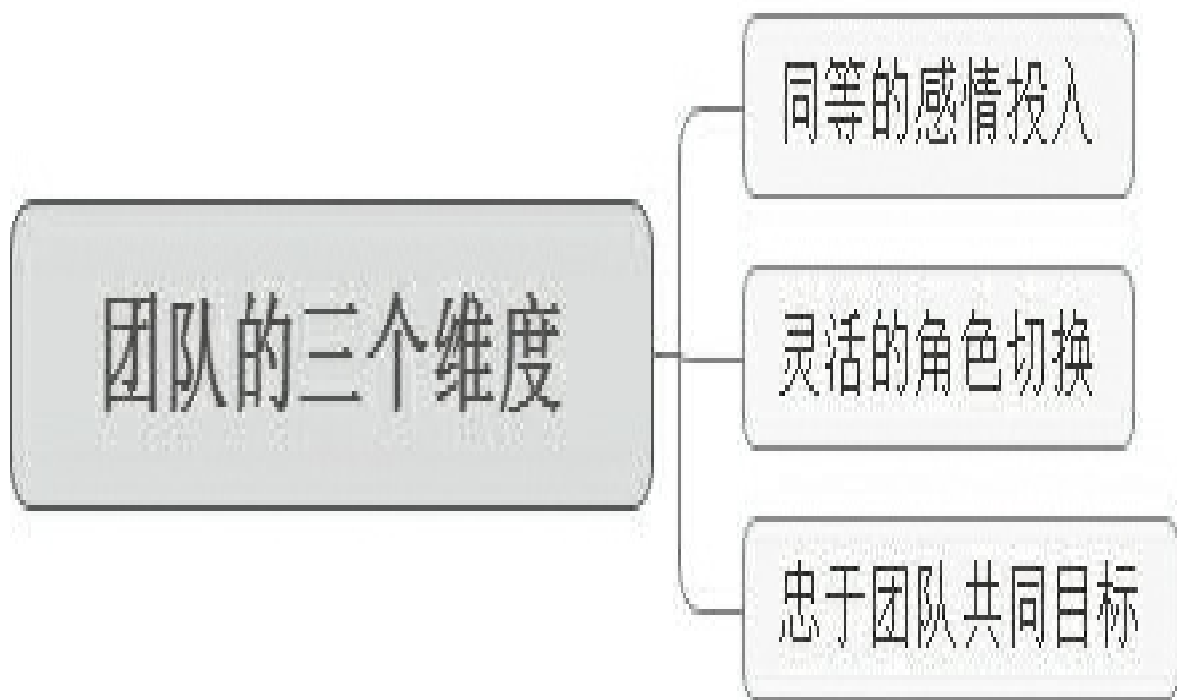 团队的三个维度
同等的感情投入
灵活的角色切换
忠于团队共同目标